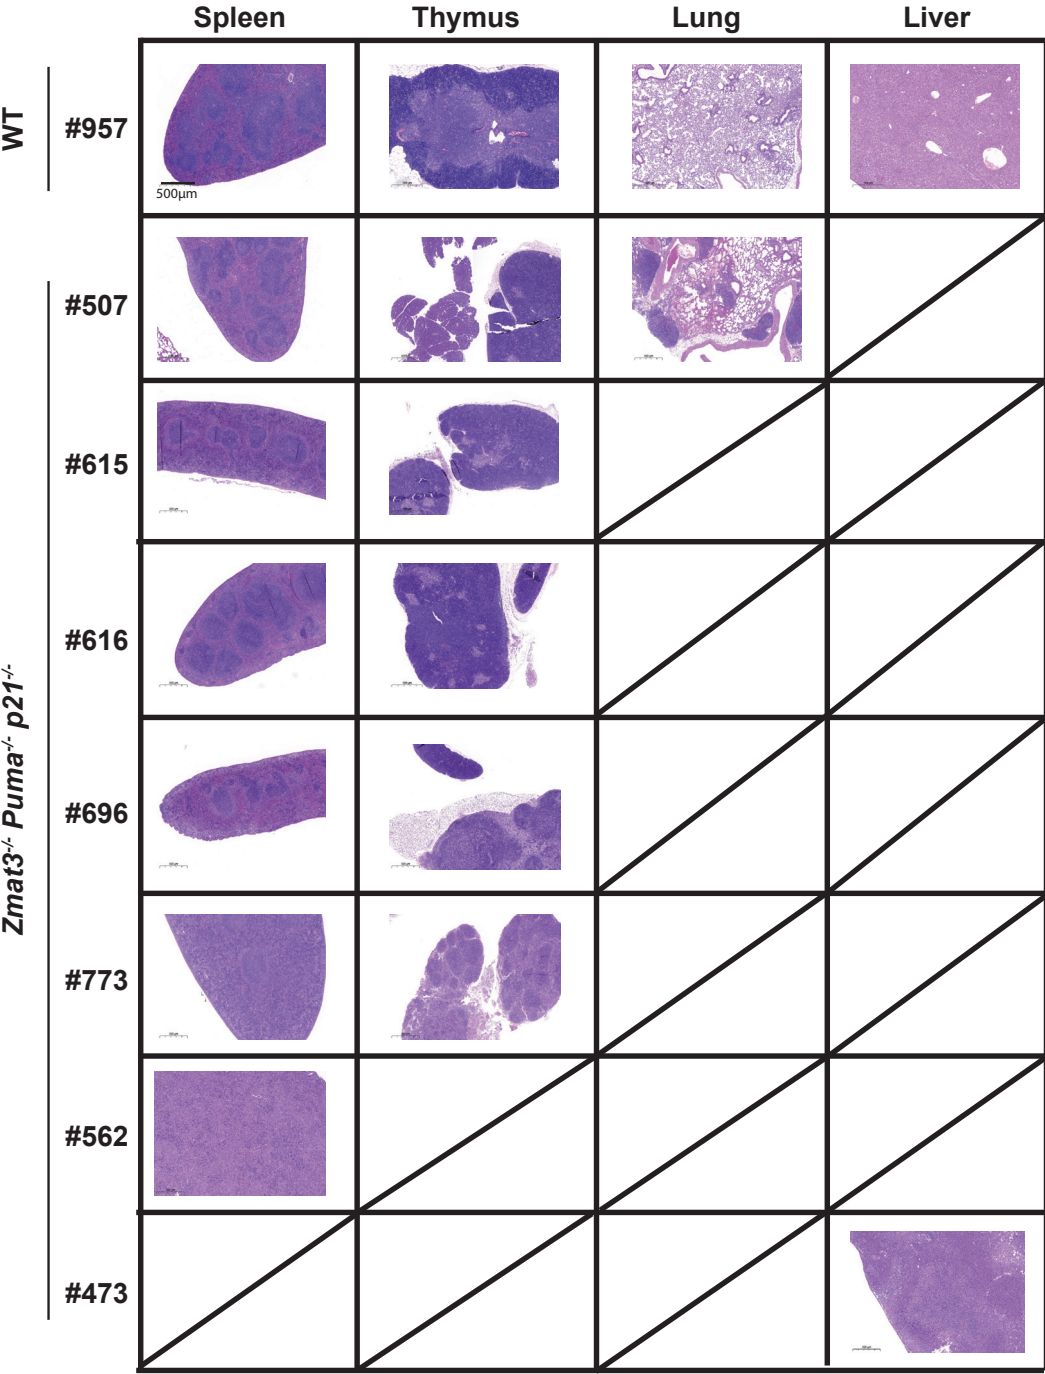 Spleen Thymus Lung Liver
WT
#957
500µm
#507
#615
#616
#696
#773
#562
#473
Zmat3-/- Puma-/- p21-/-